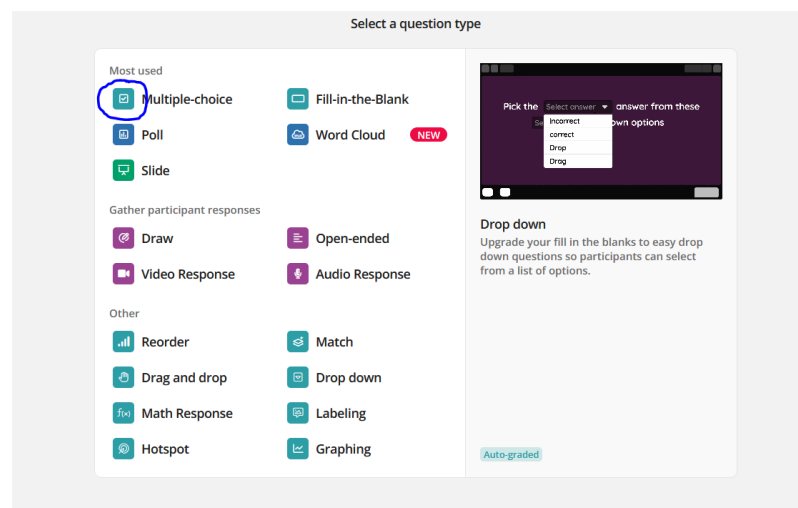 Select a question type
Most used
Multiple-choice
Fill-in-the-Blank
Poll
Word Cloud NEW
Slide
Gather participant responses
Draw
Open-ended
Video Response
Audio Response
Other
Reorder
Match
Drag and drop
Drop down
f(x) Math Response
Labeling
Hotspot
Graphing
Pick the Select answer answer from these
Se own options
Incorrect
correct
Drop
Drag
Drop down
Upgrade your fill in the blanks to easy drop
down questions so participants can select
from a list of options.
Auto-graded